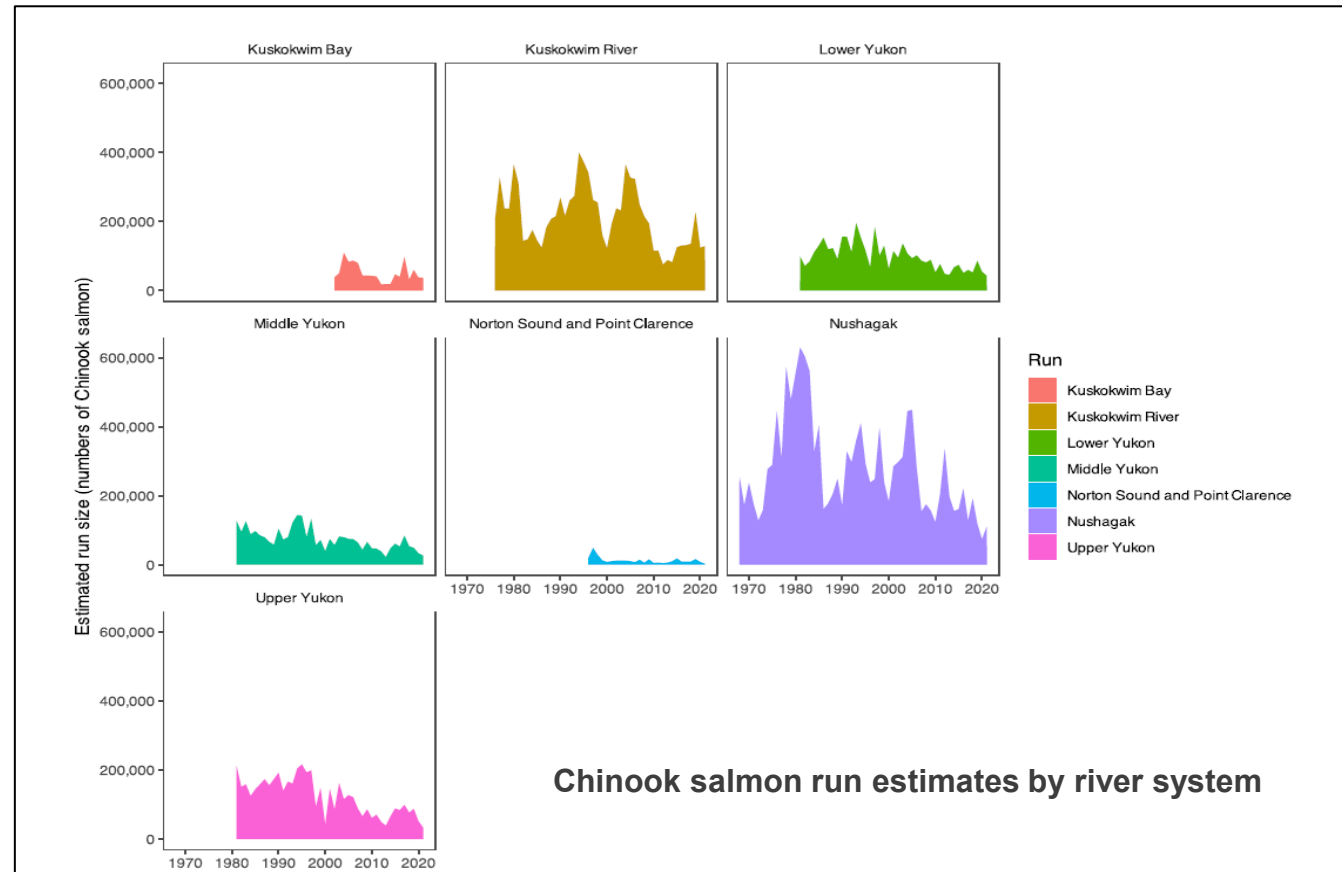 Kuskokwim Bay
Kuskokwim River
Lower Yukon
600,000
400,000
200,000
0
Middle Yukon
Norton Sound and Point Clarence
Nushagak
600,000
400,000
200,000
0
1970 1980 1990 2000 2010 2020
1970 1980 1990 2000 2010 2020
Upper Yukon
600,000
400,000
200,000
0
1970 1980 1990 2000 2010 2020
Estimated run size (numbers of Chinook salmon)
Run
Kuskokwim Bay
Kuskokwim River
Lower Yukon
Middle Yukon
Norton Sound and Point Clarence
Nushagak
Upper Yukon
Chinook salmon run estimates by river system